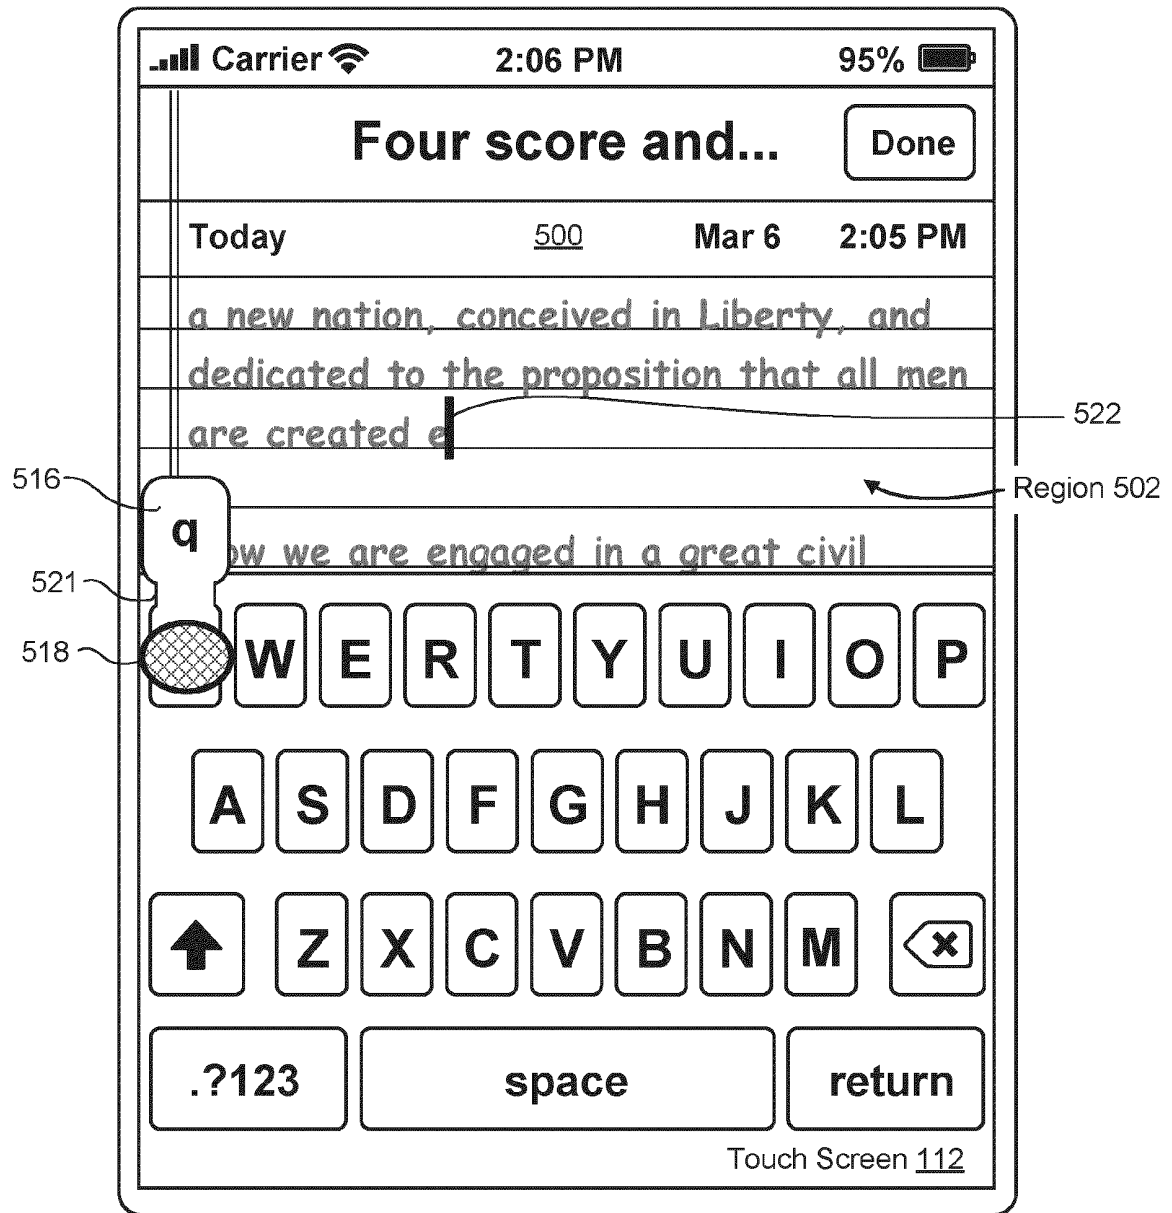 Carrier 2:06 PM 95%
Four score and... Done
Today 500 Mar 6 2:05 PM
a new nation, conceived in Liberty, and
dedicated to the proposition that all men
are created e
522
516
Region 502
q
ow we are engaged in a great civil
521
518
W E R T Y U I O P
A S D F G H J K L
Z X C V B N M
.?123 space return
Touch Screen 112